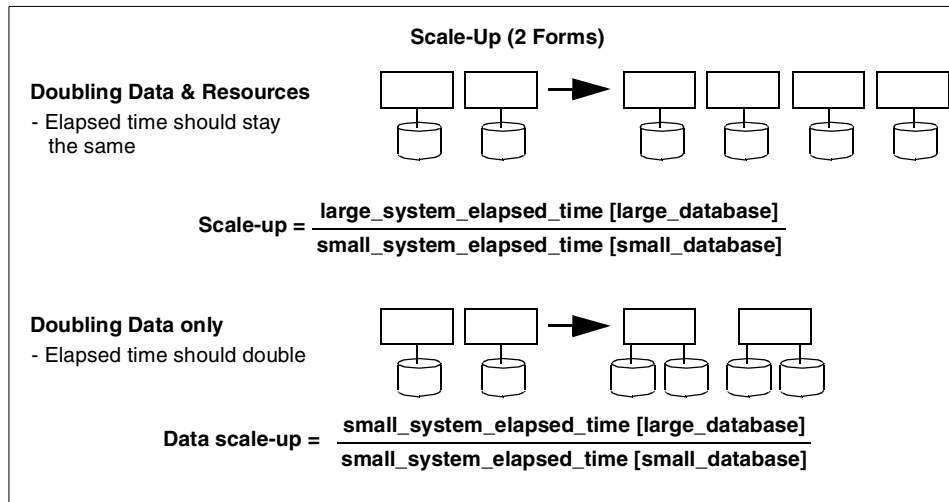 Scale-Up (2 Forms)
Doubling Data & Resources
- Elapsed time should stay
the same
Scale-up = large_system_elapsed_time [large_database]
small_system_elapsed_time [small_database]
Doubling Data only
- Elapsed time should double
Data scale-up = small_system_elapsed_time [large_database]
small_system_elapsed_time [small_database]